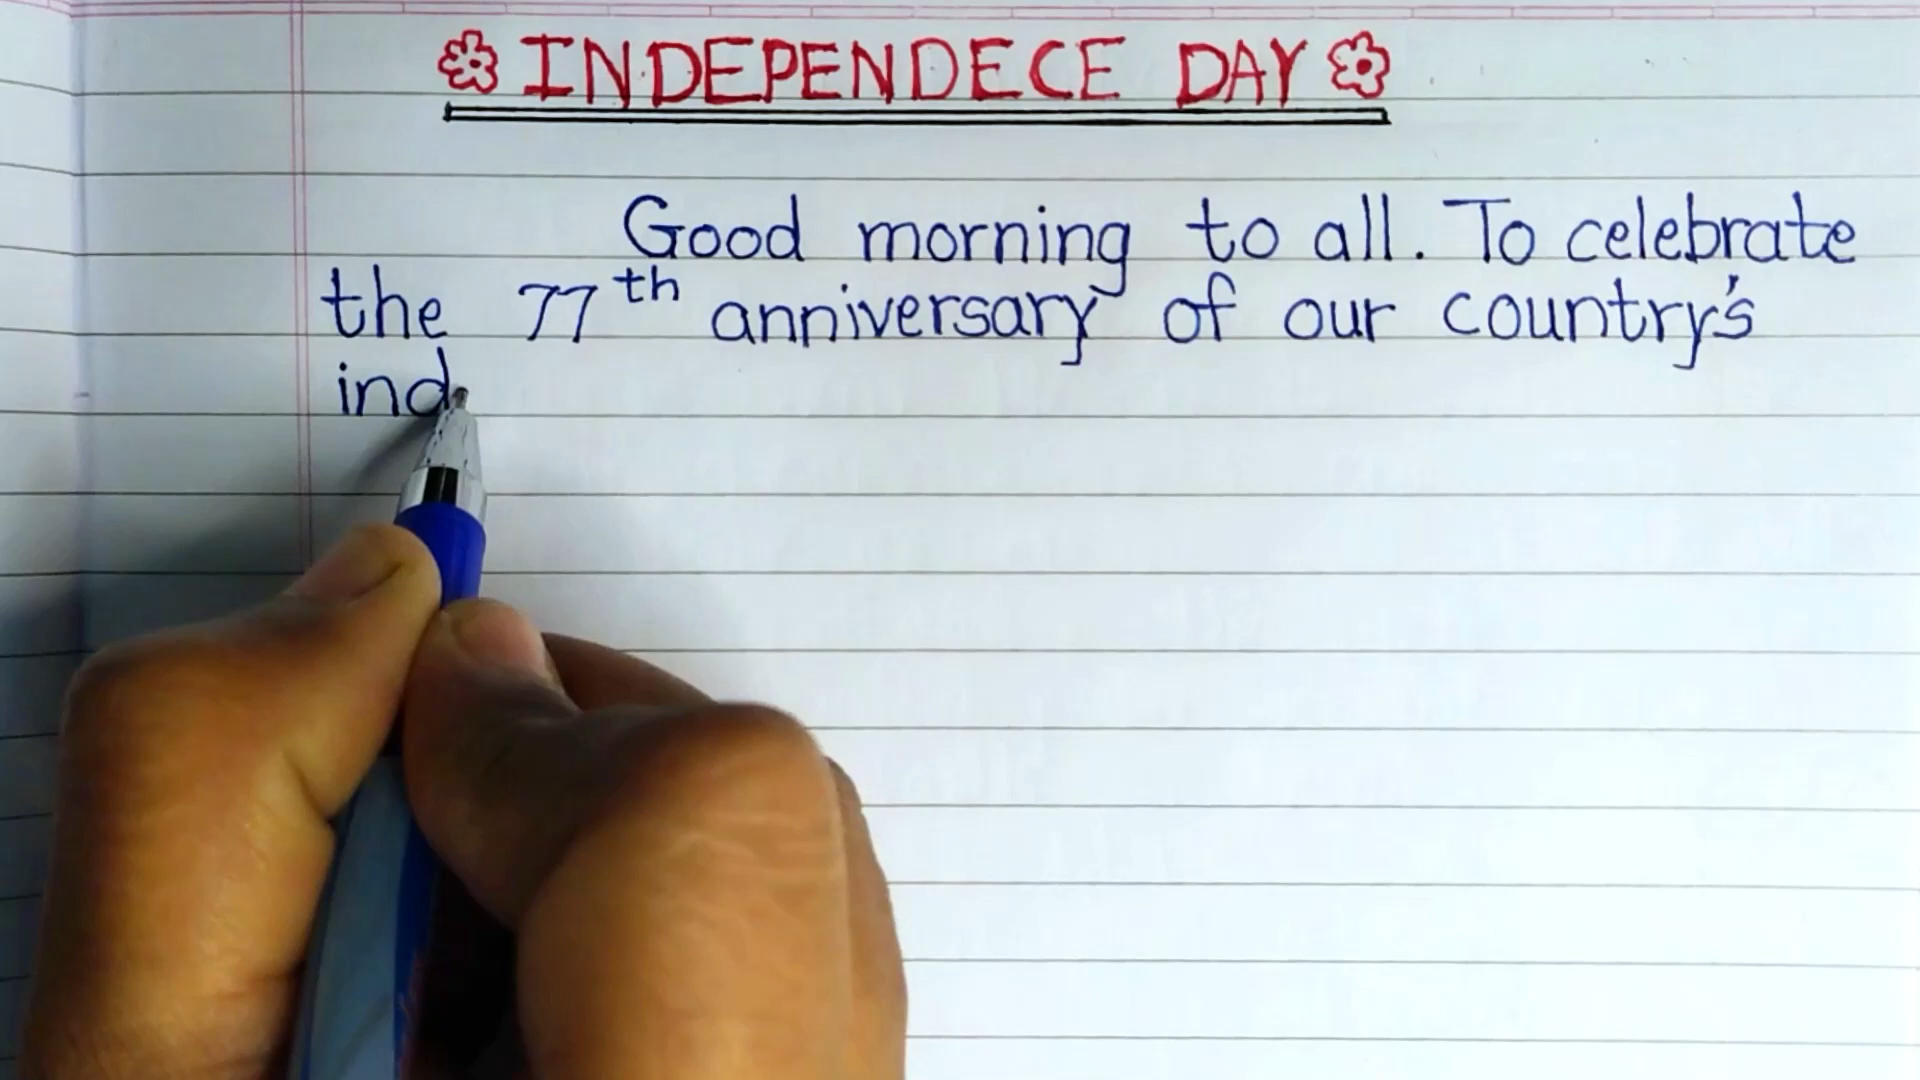 INDEPENDECE DAY
Good morning to all. To celebrate
the 77th anniversary of our country's
ind